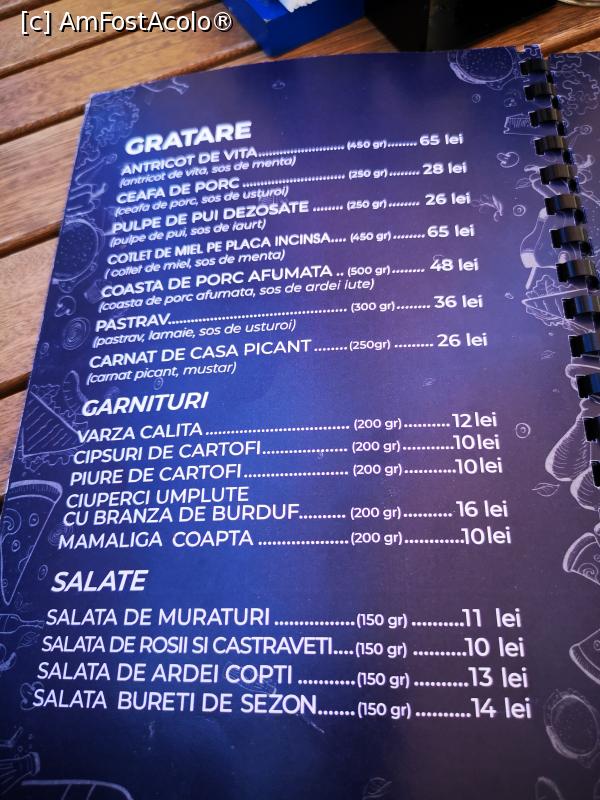 [c] AmFostAcolo®
GRATARE
ANTRICOT DE VITA........................ (450 gr)........ 65 lei
(antricot de vita, sos de menta)
CEAFA DE PORC ........................ (250 gr)......... 28 lei
(ceafa de porc, sos de usturoi)
PULPE DE PUI DEZOSATE ........ (250 gr)......... 26 lei
(pulpe de pui, sos de iaurt)
COTLET DE MIEL PE PLACA INCINSA.... (450 gr)......... 65 lei
( cotlet de miel, sos de menta)
COASTA DE PORC AFUMATA .. (500 gr)......... 48 lei
(coasta de porc afumata, sos de ardei iute)
PASTRAV........................................ (300 gr).......... 36 lei
(pastrav, lamaie, sos de usturoi)
CARNAT DE CASA PICANT ........(250gr) .......... 26 lei
(carnat picant, mustar)
GARNITURI
VARZA CALITA ................................ (200 gr)...........12 lei
CIPSURI DE CARTOFI.................... (200 gr)...........10 lei
PIURE DE CARTOFI........................ (200 gr)...........10 lei
CIUPERCI UMPLUTE
CU BRANZA DE BURDUF.......... (200 gr)........... 16 lei
MAMALIGA COAPTA ....................(200 gr)...........10 lei
SALATE
SALATA DE MURATURI ..................(150 gr) ...........11 lei
SALATA DE ROSII SI CASTRAVETI....(150 gr) ...........10 lei
SALATA DE ARDEI COPTI ..............(150 gr) ...........13 lei
SALATA BURETI DE SEZON.......(150 gr) ...........14 lei